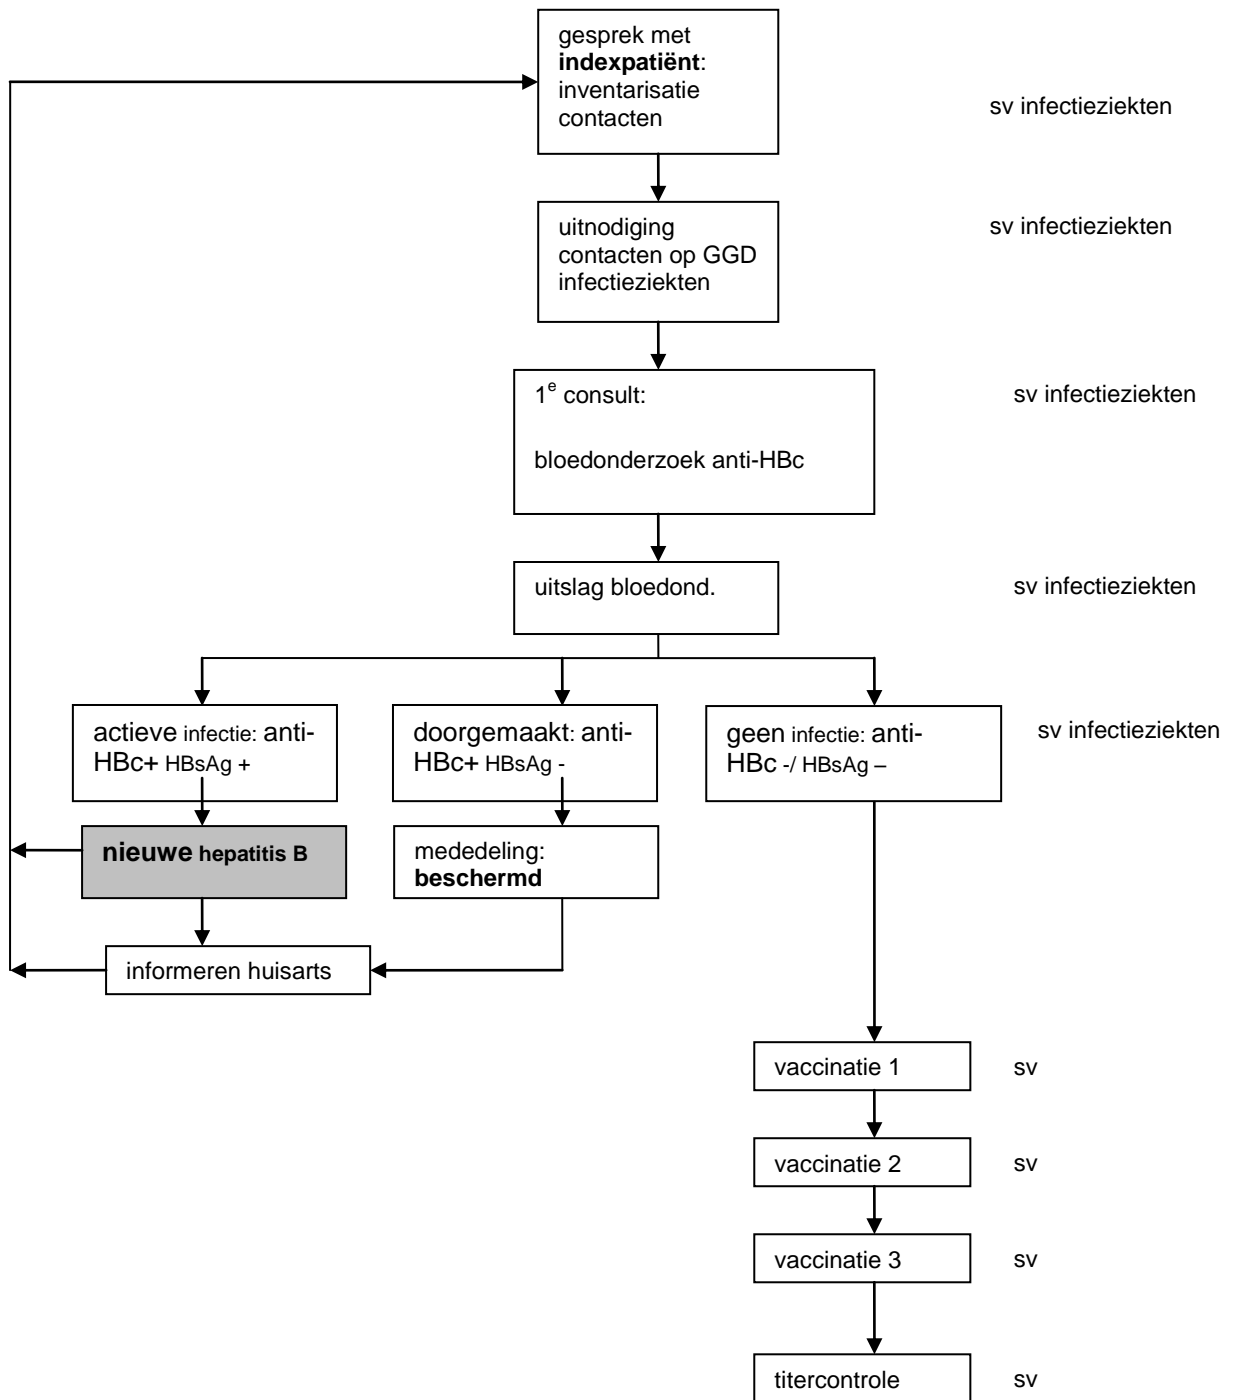 gesprek met
indexpatiënt:
inventarisatie
contacten
sv infectieziekten
uitnodiging
contacten op GGD
infectieziekten
sv infectieziekten
1e consult:
bloedonderzoek anti-HBc
sv infectieziekten
uitslag bloedond.
sv infectieziekten
actieve infectie: anti-
HBc+ HBsAg +
doorgemaakt: anti-
HBc+ HBsAg -
geen infectie: anti-
HBc -/ HBsAg –
sv infectieziekten
nieuwe hepatitis B
mededeling:
beschermd
informeren huisarts
vaccinatie 1
sv
vaccinatie 2
sv
vaccinatie 3
sv
titercontrole
sv